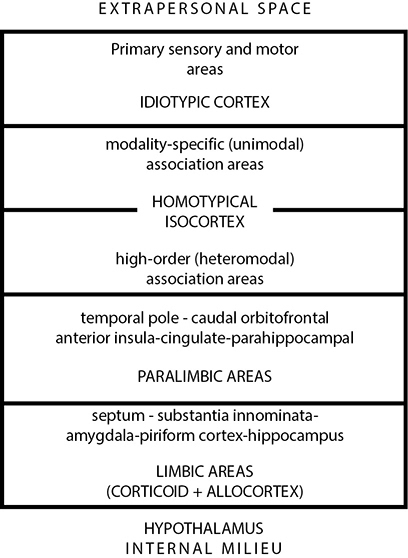 EXTRAPERSONAL SPACE
Primary sensory and motor
areas
IDIOTYPIC CORTEX
modality-specific (unimodal)
association areas
HOMOTYPICAL
ISOCORTEX
high-order (heteromodal)
association areas
temporal pole - caudal orbitofrontal
anterior insula-cingulate-parahippocampal
PARALIMBIC AREAS
septum - substantia innominata-
amygdala-piriform cortex-hippocampus
LIMBIC AREAS
(CORTICOID + ALLOCORTEX)
HYPOTHALAMUS
INTERNAL MILIEU